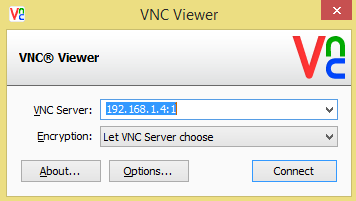 VNC Viewer
VNC® Viewer
VNC Server: 192.168.1.4:1
Encryption: Let VNC Server choose
About... Options... Connect